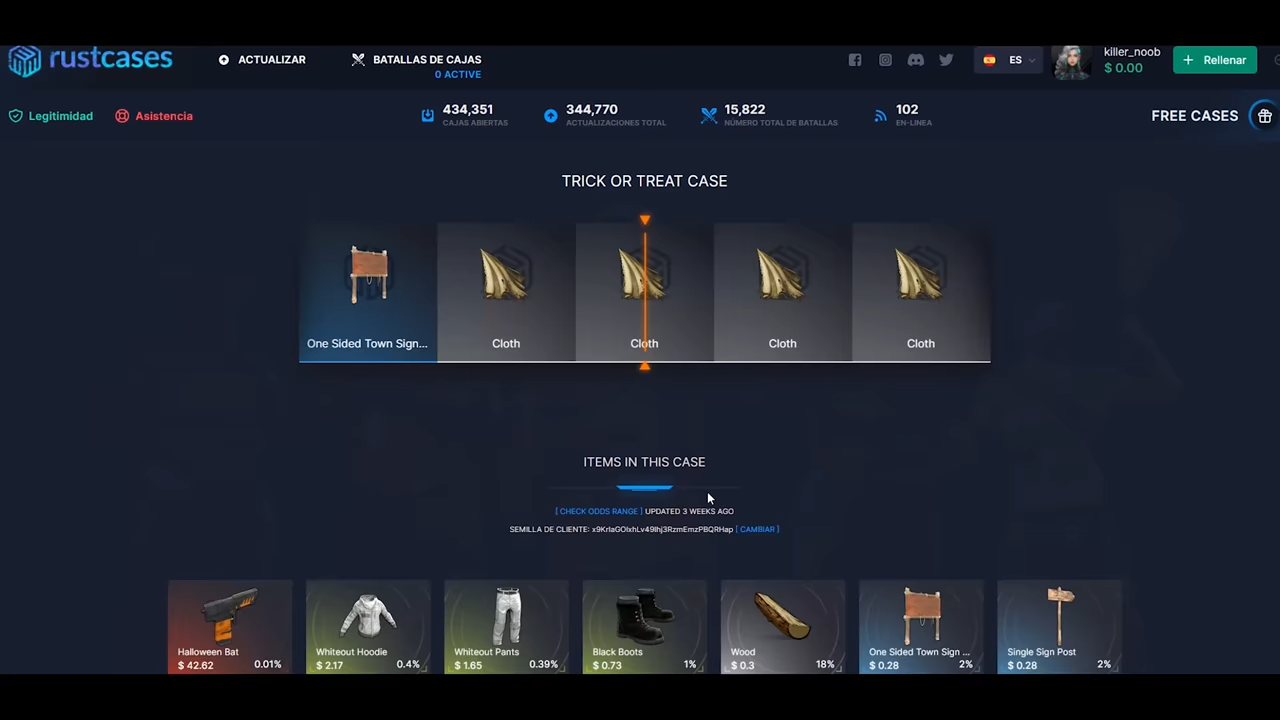 rustcases
ACTUALIZAR
BATALLAS DE CAJAS
0 ACTIVE
ES
killer_noob
$ 0.00
Rellenar
Legitimidad
Asistencia
434,351
CAJAS ABIERTAS
344,770
ACTUALIZACIONES TOTAL
15,822
NÚMERO TOTAL DE BATALLAS
102
EN-LINEA
FREE CASES
TRICK OR TREAT CASE
One Sided Town Sign...
Cloth
Cloth
Cloth
Cloth
ITEMS IN THIS CASE
[ CHECK ODDS RANGE ] UPDATED 3 WEEKS AGO
SEMILLA DE CLIENTE: [ CAMBIAR ]
Halloween Bat
$ 42.62 0.01%
Whiteout Hoodie
$ 2.17 0.4%
Whiteout Pants
$ 1.65 0.39%
Black Boots
$ 0.73 1%
Wood
$ 0.3 18%
One Sided Town Sign ...
$ 0.28 2%
Single Sign Post
$ 0.28 2%